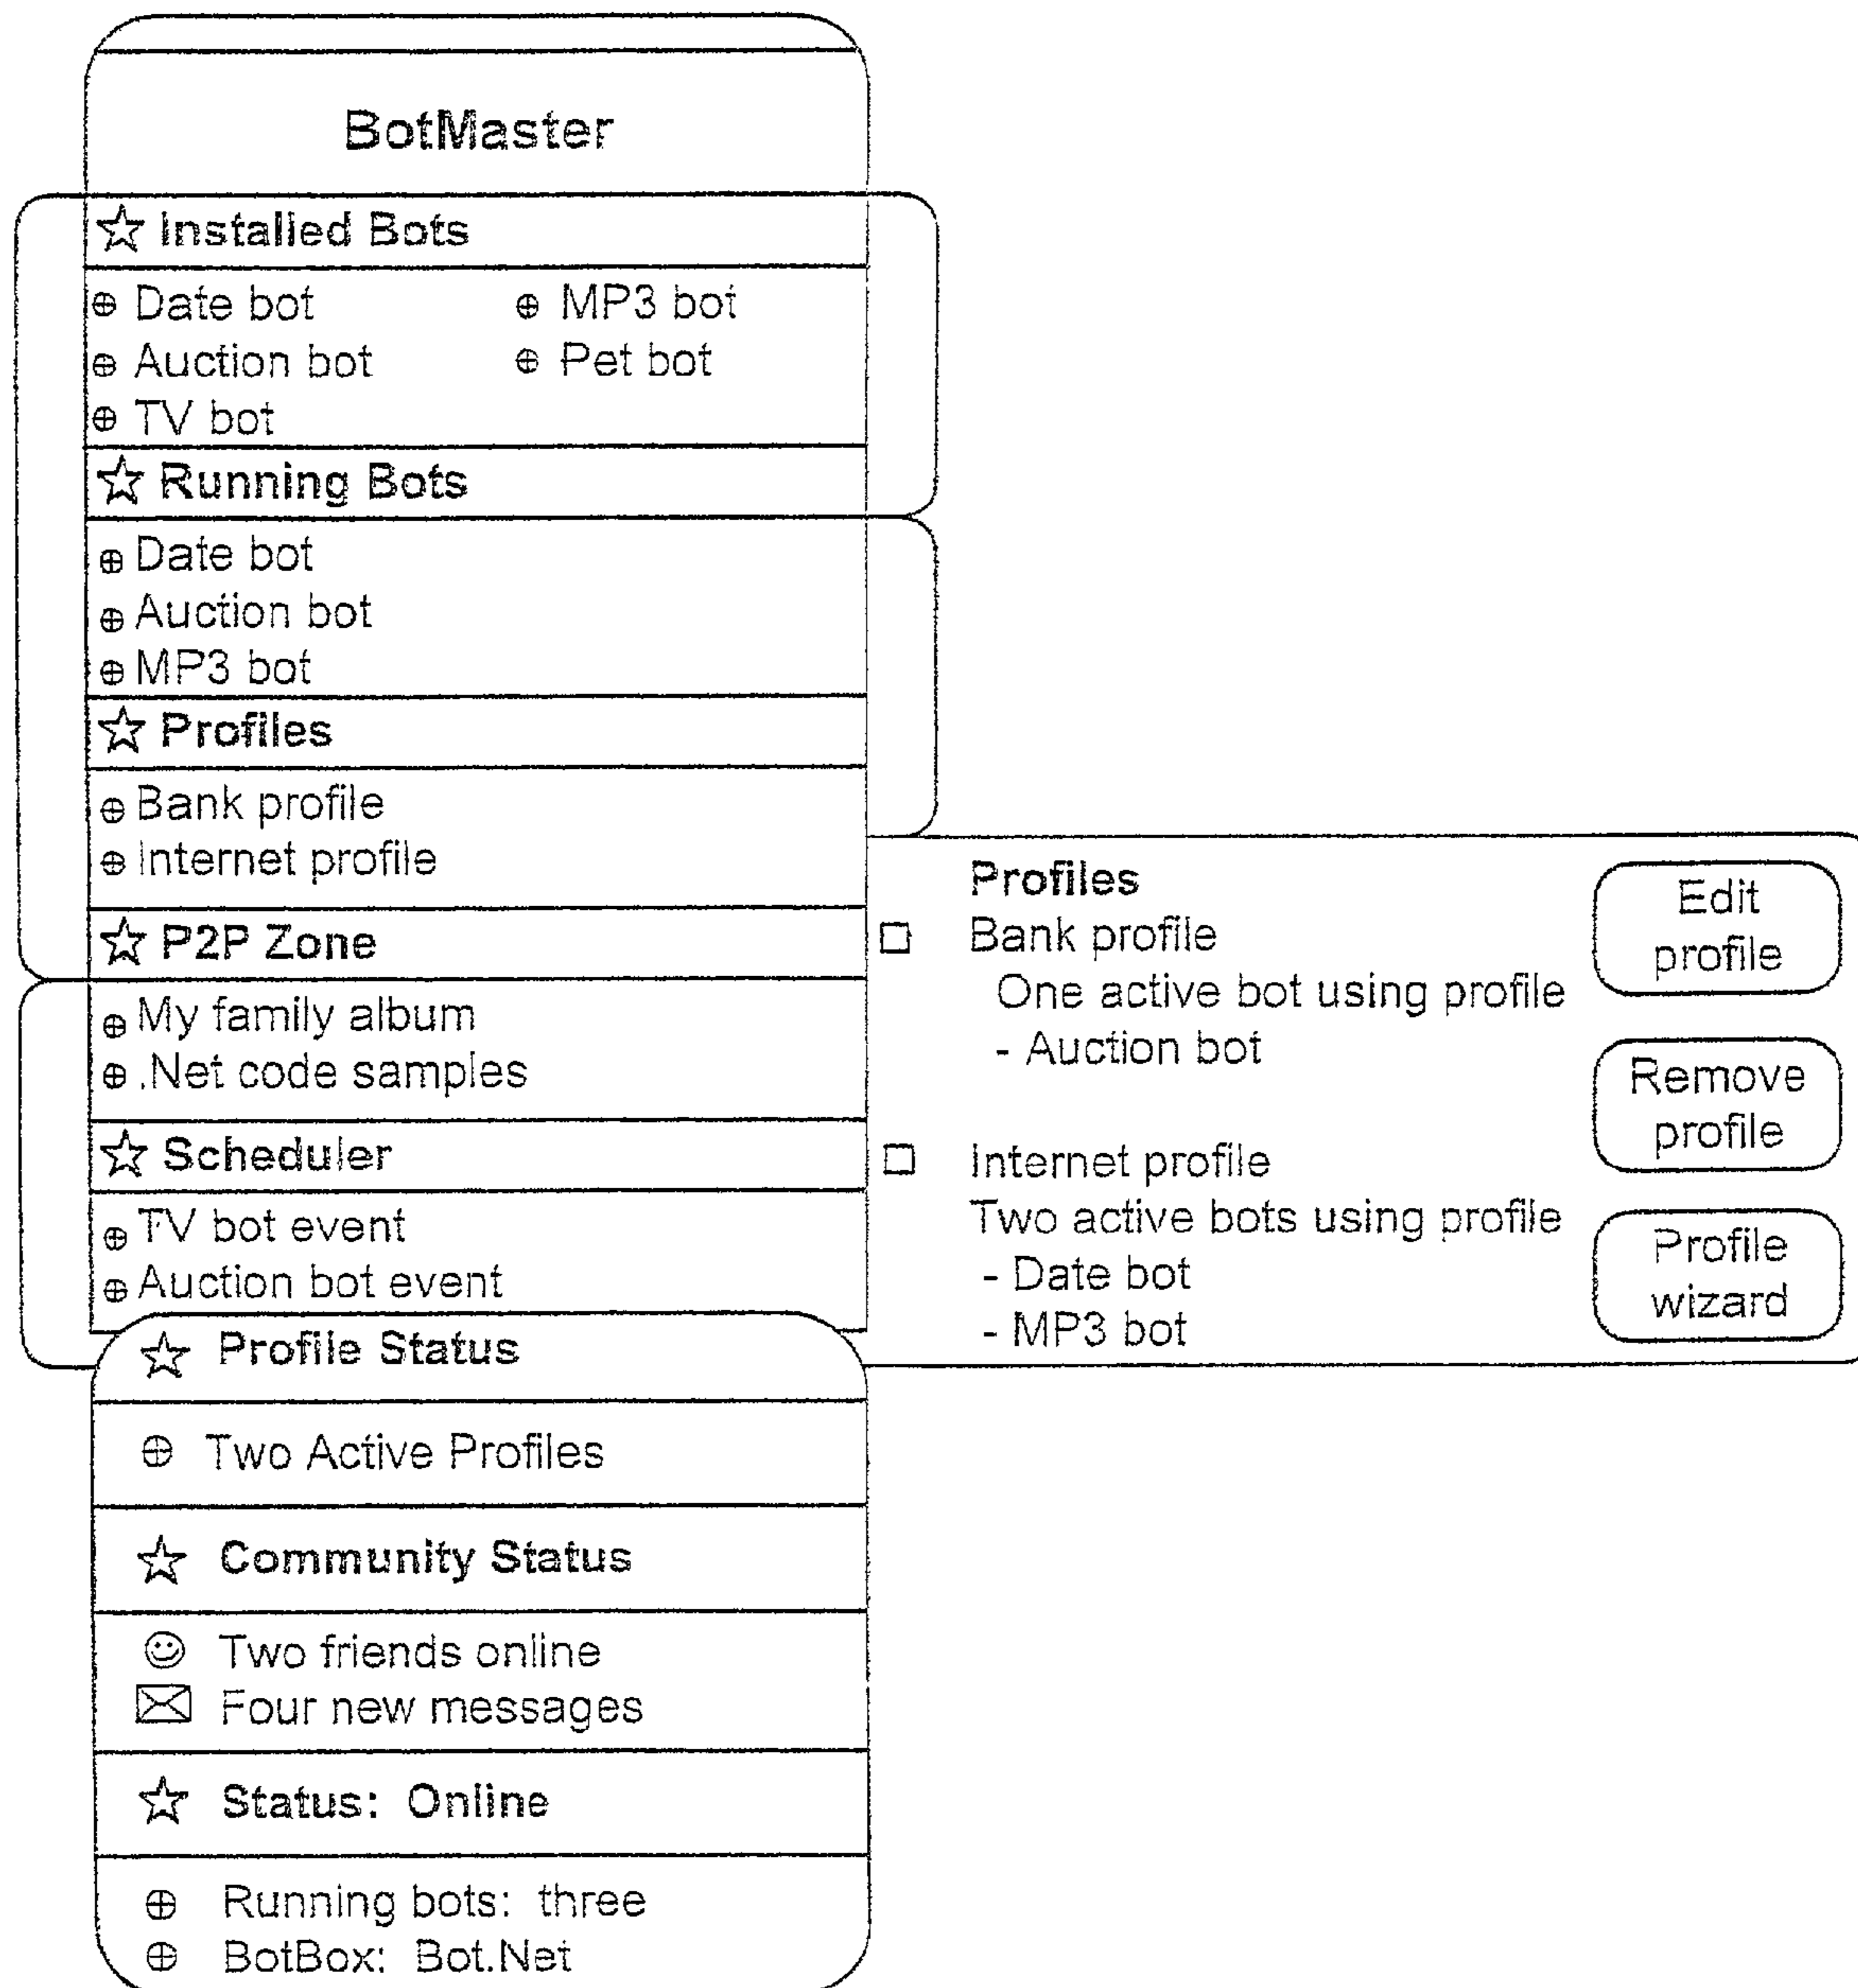 BotMaster
Installed Bots
Date bot
MP3 bot
Auction bot
Pet bot
TV bot
Running Bots
Date bot
Auction bot
MP3 bot
Profiles
Bank profile
Internet profile
P2P Zone
My family album
.Net code samples
Scheduler
TV bot event
Auction bot event
Profile Status
Two Active Profiles
Community Status
Two friends online
Four new messages
Status: Online
Running bots: three
BotBox: Bot.Net
Profiles
Bank profile
One active bot using profile
- Auction bot
Internet profile
Two active bots using profile
- Date bot
- MP3 bot
Edit
profile
Remove
profile
Profile
wizard